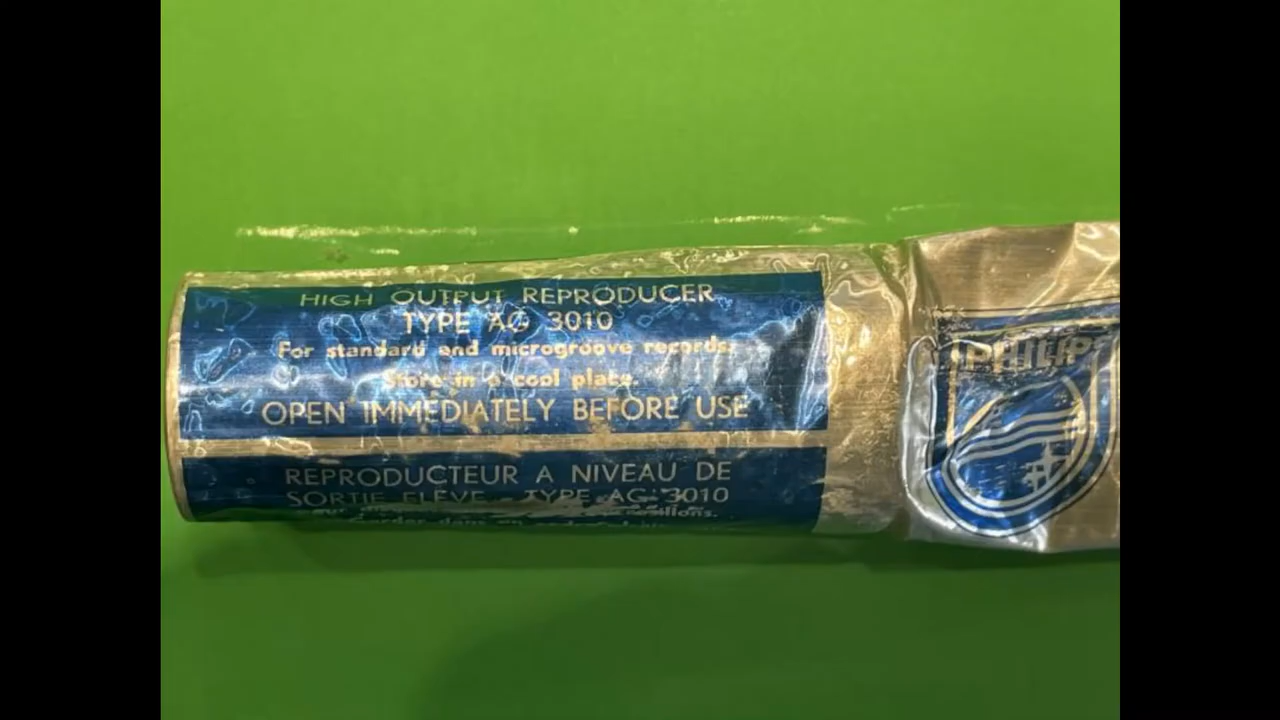 HIGH OUTPUT REPRODUCER
TYPE AG 3010
For standard and microgroove records.
Store in a cool place.
OPEN IMMEDIATELY BEFORE USE
REPRODUCTEUR A NIVEAU DE
SORTIE ELEVE - TYPE AG 3010
PHILIPS